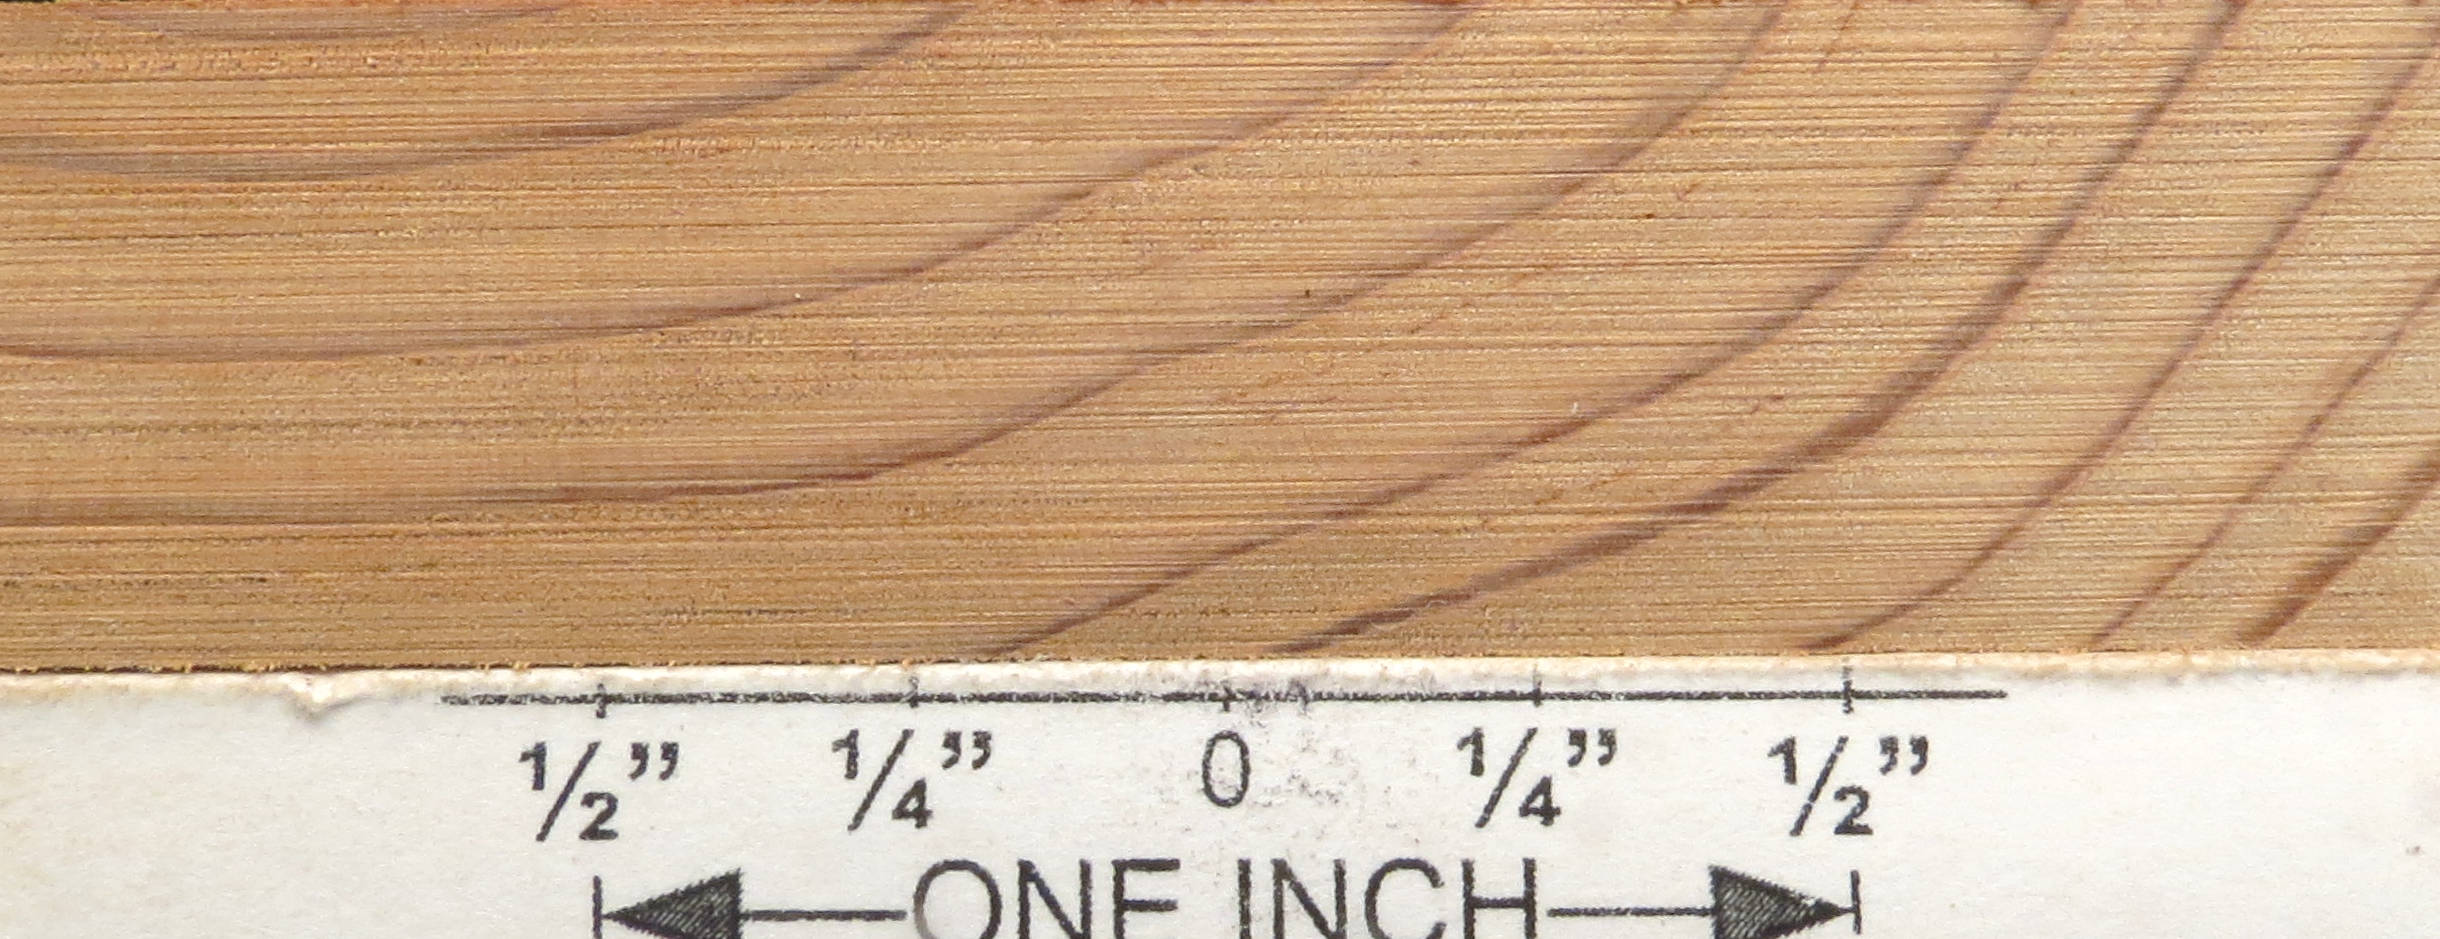 1/2” 1/4” 0 1/4” 1/2”
ONE INCH